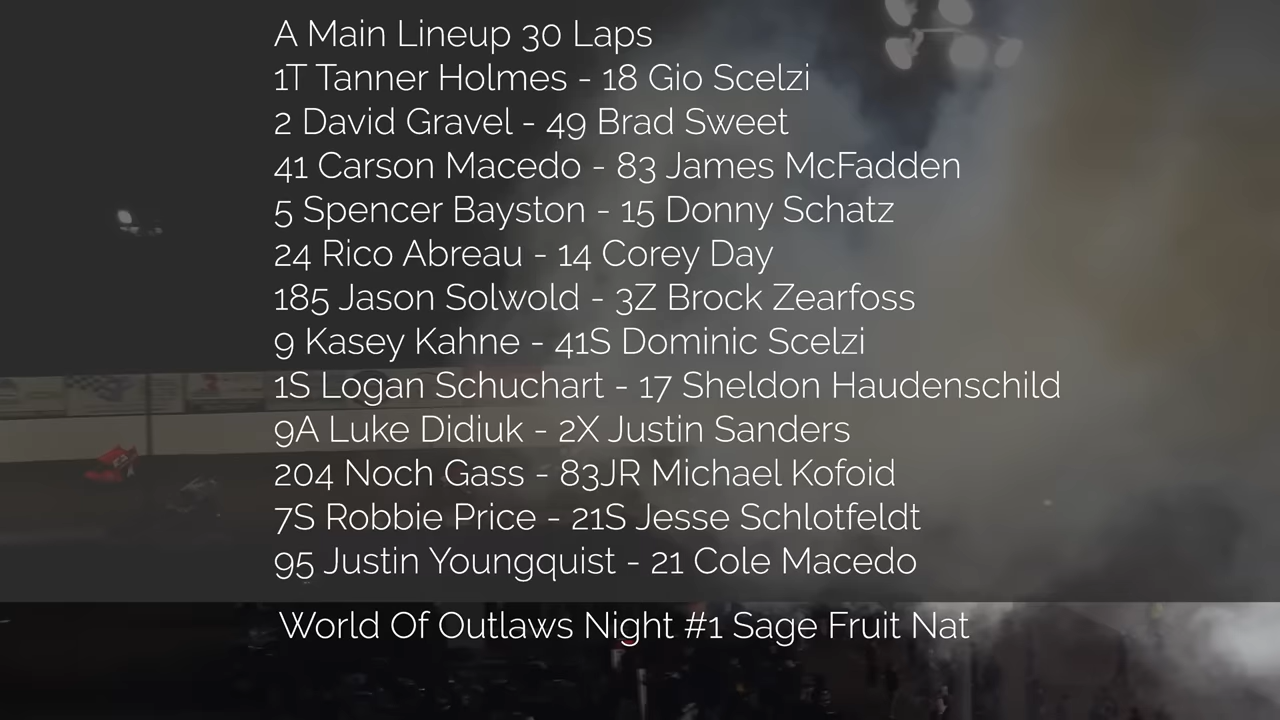 A Main Lineup 30 Laps
1T Tanner Holmes - 18 Gio Scelzi
2 David Gravel - 49 Brad Sweet
41 Carson Macedo - 83 James McFadden
5 Spencer Bayston - 15 Donny Schatz
24 Rico Abreau - 14 Corey Day
185 Jason Solwold - 3Z Brock Zearfoss
9 Kasey Kahne - 41S Dominic Scelzi
1S Logan Schuchart - 17 Sheldon Haudenschild
9A Luke Didiuk - 2X Justin Sanders
204 Noch Gass - 83JR Michael Kofoid
7S Robbie Price - 21S Jesse Schlotfeldt
95 Justin Youngquist - 21 Cole Macedo
World Of Outlaws Night #1 Sage Fruit Nat